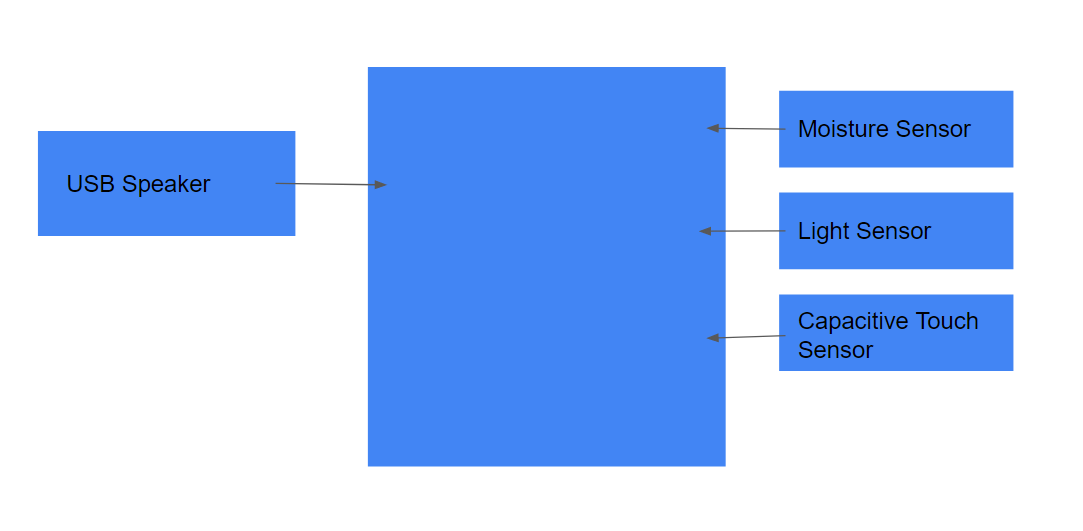 USB Speaker
Moisture Sensor
Light Sensor
Capacitive Touch
Sensor